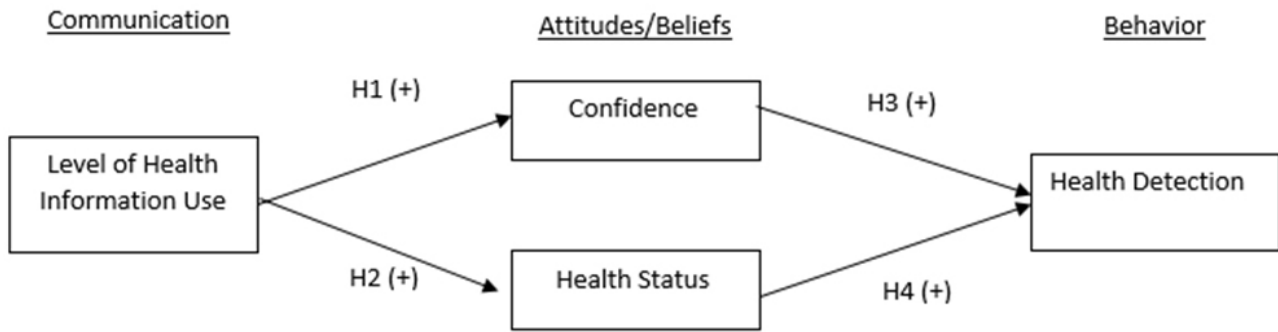 Communication
Attitudes/Beliefs
Behavior
H1 (+)
Confidence
H3 (+)
Level of Health
Information Use
Health Detection
H2 (+)
Health Status
H4 (+)